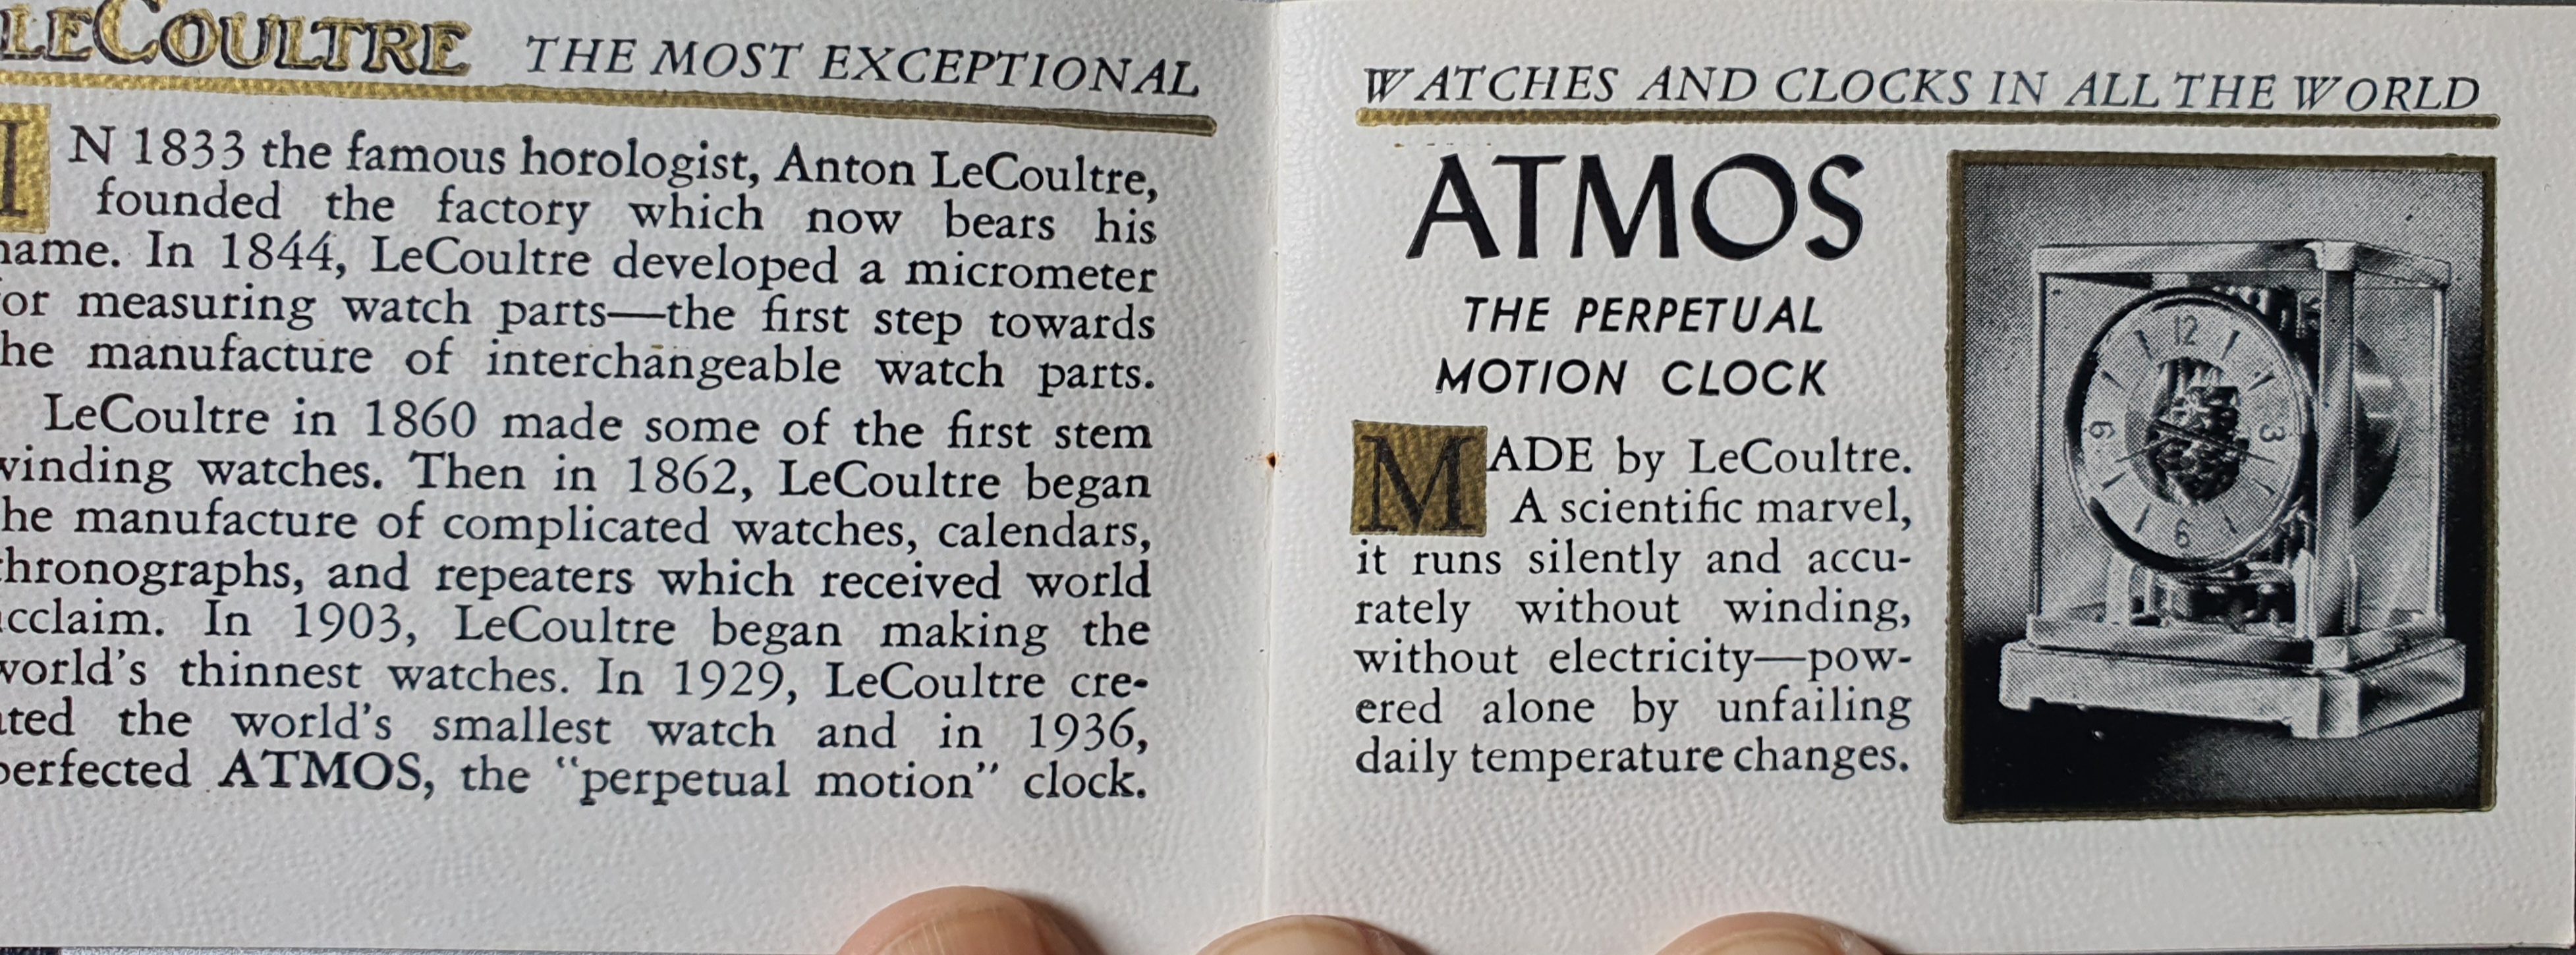 LECOULTRE THE MOST EXCEPTIONAL
IN 1833 the famous horologist, Anton LeCoultre,
founded the factory which now bears his
name. In 1844, LeCoultre developed a micrometer
for measuring watch parts—the first step towards
the manufacture of interchangeable watch parts.
LeCoultre in 1860 made some of the first stem
winding watches. Then in 1862, LeCoultre began
the manufacture of complicated watches, calendars,
chronographs, and repeaters which received world
acclaim. In 1903, LeCoultre began making the
world's thinnest watches. In 1929, LeCoultre cre-
ated the world's smallest watch and in 1936,
perfected ATMOS, the "perpetual motion" clock.
WATCHES AND CLOCKS IN ALL THE WORLD
ATMOS
THE PERPETUAL
MOTION CLOCK
MADE by LeCoultre.
A scientific marvel,
it runs silently and accu-
rately without winding,
without electricity—pow-
ered alone by unfailing
daily temperature changes.
12
9 3
6